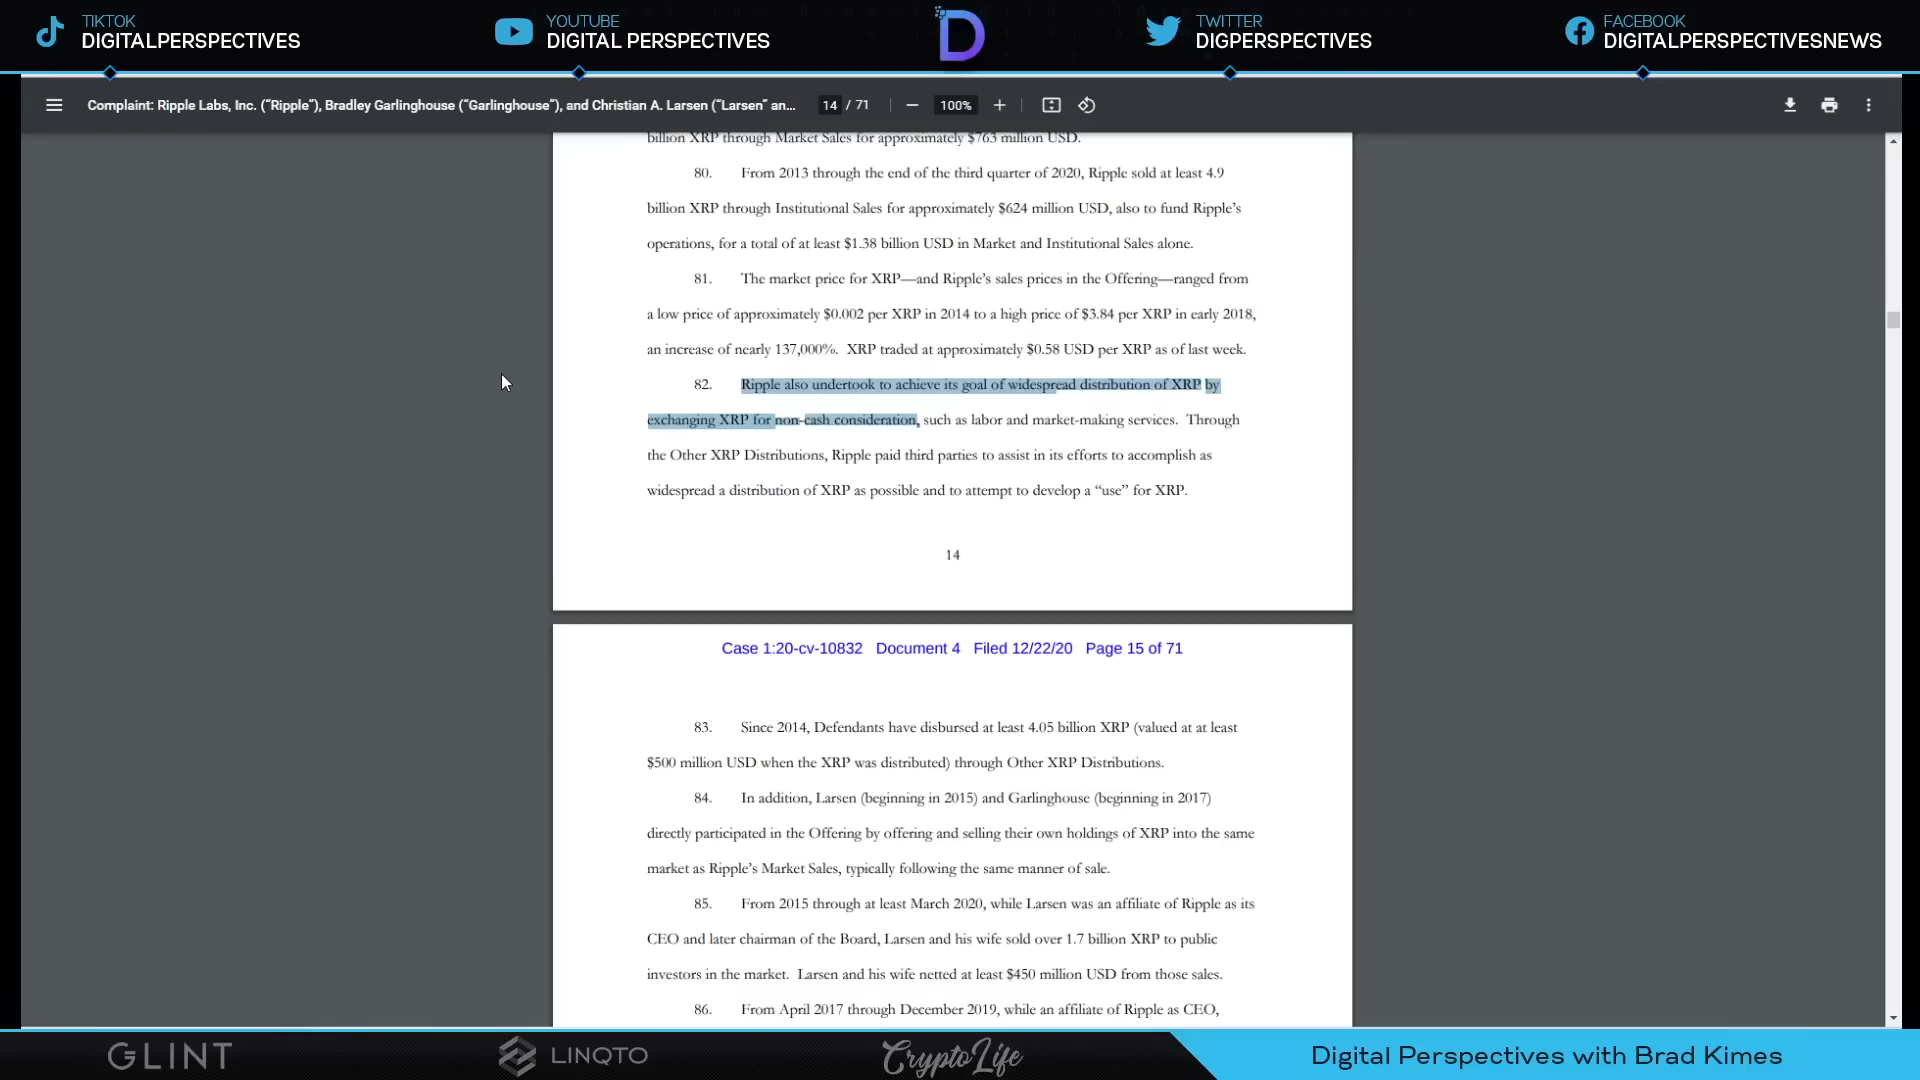 TIKTOK
DIGITALPERSPECTIVES
YOUTUBE
DIGITAL PERSPECTIVES
D
TWITTER
DIGPERSPECTIVES
FACEBOOK
DIGITALPERSPECTIVESNEWS
Complaint: Ripple Labs, Inc. (“Ripple”), Bradley Garlinghouse (“Garlinghouse”), and Christian A. Larsen (“Larsen” an...
14 / 71
100%
billion XRP through Market Sales for approximately $763 million USD.
80. From 2013 through the end of the third quarter of 2020, Ripple sold at least 4.9
billion XRP through Institutional Sales for approximately $624 million USD, also to fund Ripple’s
operations, for a total of at least $1.38 billion USD in Market and Institutional Sales alone.
81. The market price for XRP—and Ripple’s sales prices in the Offering—ranged from
a low price of approximately $0.002 per XRP in 2014 to a high price of $3.84 per XRP in early 2018,
an increase of nearly 137,000%. XRP traded at approximately $0.58 USD per XRP as of last week.
82. Ripple also undertook to achieve its goal of widespread distribution of XRP by
exchanging XRP for non-cash consideration, such as labor and market-making services. Through
the Other XRP Distributions, Ripple paid third parties to assist in its efforts to accomplish as
widespread a distribution of XRP as possible and to attempt to develop a “use” for XRP.
14
Case 1:20-cv-10832 Document 4 Filed 12/22/20 Page 15 of 71
83. Since 2014, Defendants have disbursed at least 4.05 billion XRP (valued at at least
$500 million USD when the XRP was distributed) through Other XRP Distributions.
84. In addition, Larsen (beginning in 2015) and Garlinghouse (beginning in 2017)
directly participated in the Offering by offering and selling their own holdings of XRP into the same
market as Ripple’s Market Sales, typically following the same manner of sale.
85. From 2015 through at least March 2020, while Larsen was an affiliate of Ripple as its
CEO and later chairman of the Board, Larsen and his wife sold over 1.7 billion XRP to public
investors in the market. Larsen and his wife netted at least $450 million USD from those sales.
86. From April 2017 through December 2019, while an affiliate of Ripple as CEO,
GLINT
LINQTO
CryptoLife
Digital Perspectives with Brad Kimes